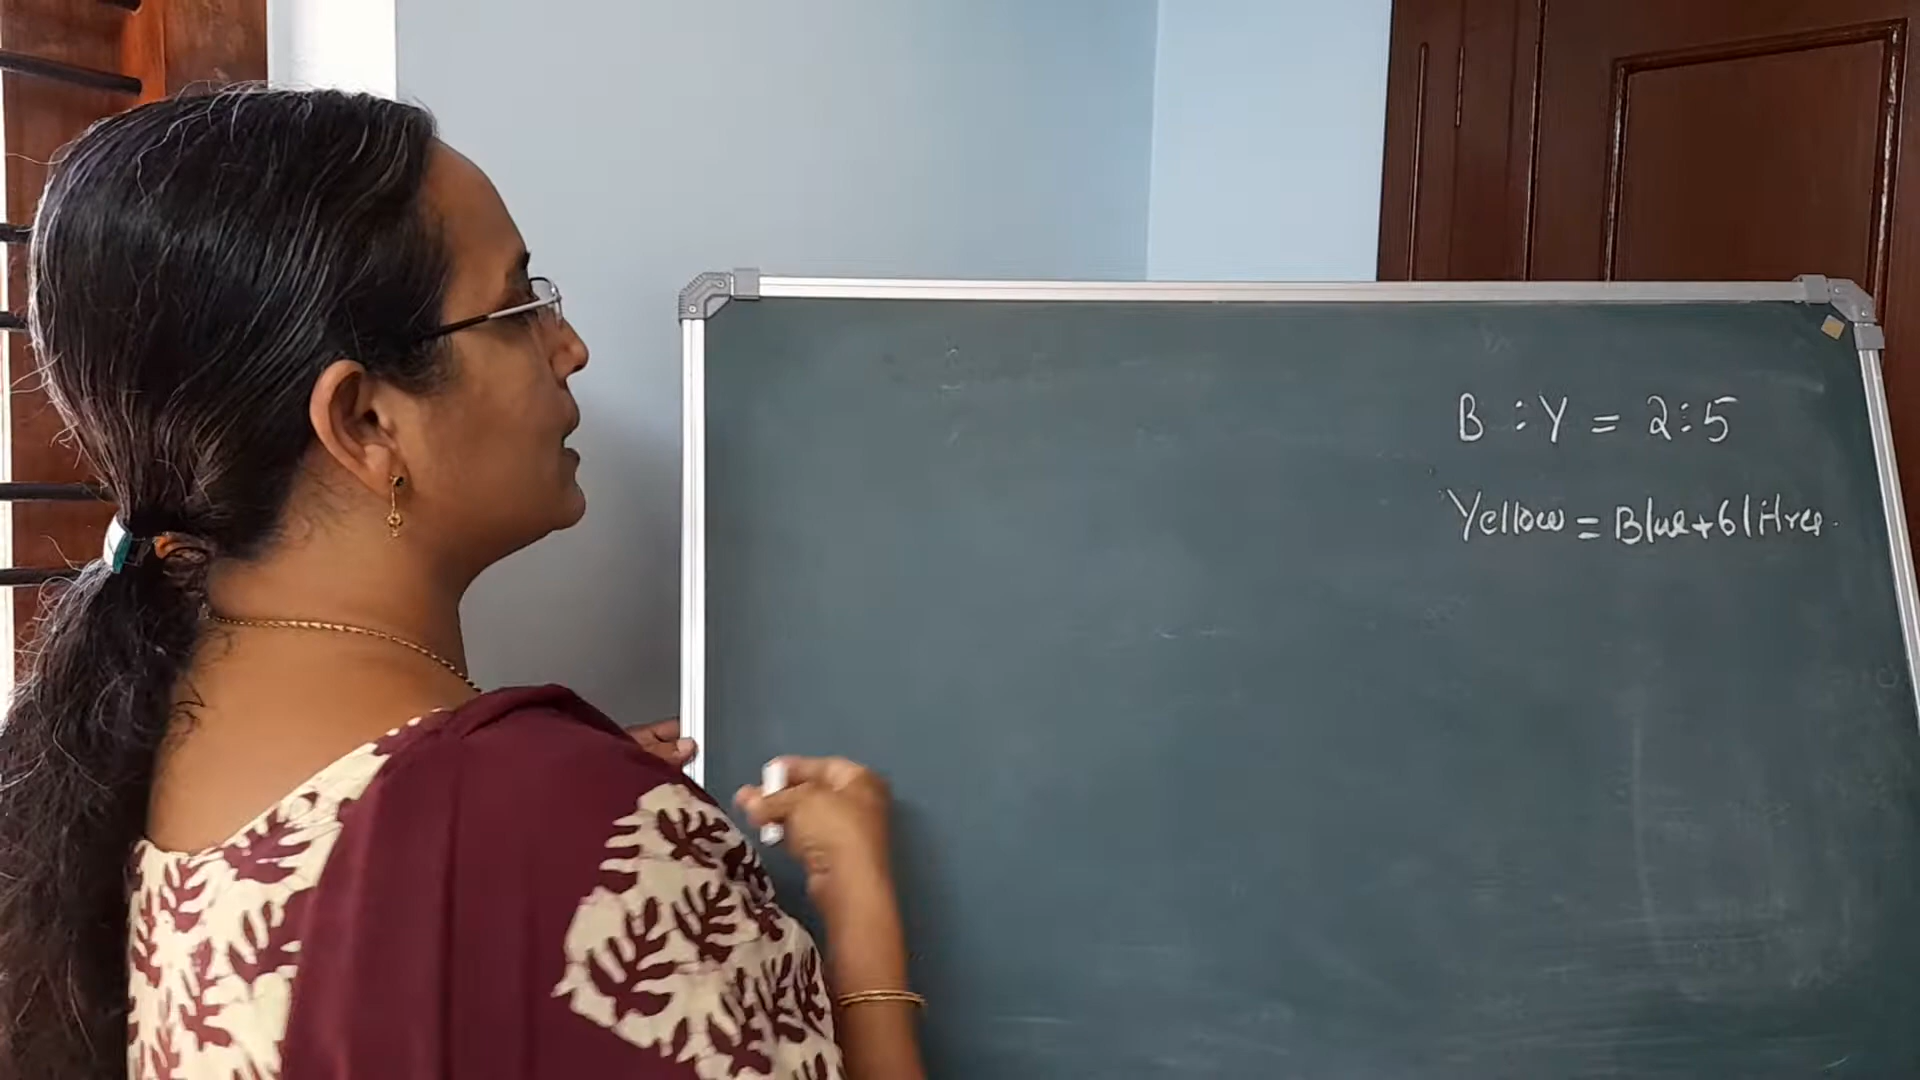 B : Y = 2:5
Yellow = Blue + 6 litres.